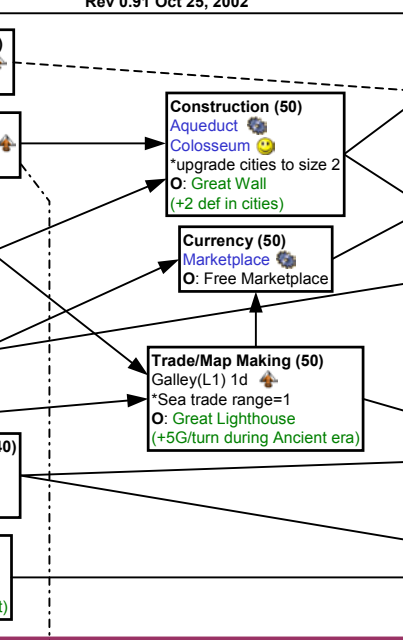 Rev 0.91 Oct 25, 2002
)
Construction (50)
Aqueduct
Colosseum
*upgrade cities to size 2
O: Great Wall
(+2 def in cities)
Currency (50)
Marketplace
O: Free Marketplace
Trade/Map Making (50)
Galley(L1) 1d
*Sea trade range=1
O: Great Lighthouse
(+5G/turn during Ancient era)
40)
t)